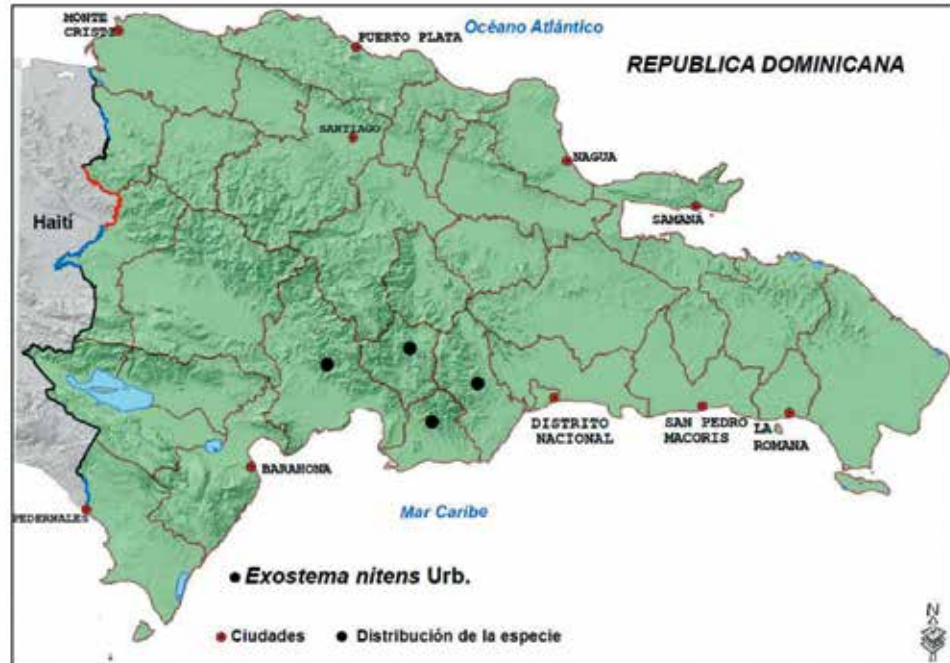 MONTE
CRISTI
Océano Atlántico
PUERTO PLATA
REPUBLICA DOMINICANA
SANTIAGO
NAGUA
SAMANA
Haití
DISTRITO
NACIONAL
SAN PEDRO
MACORIS
LA
ROMANA
BARAHONA
PEDERNALES
Mar Caribe
Exostema nitens Urb.
Ciudades
Distribución de la especie
N